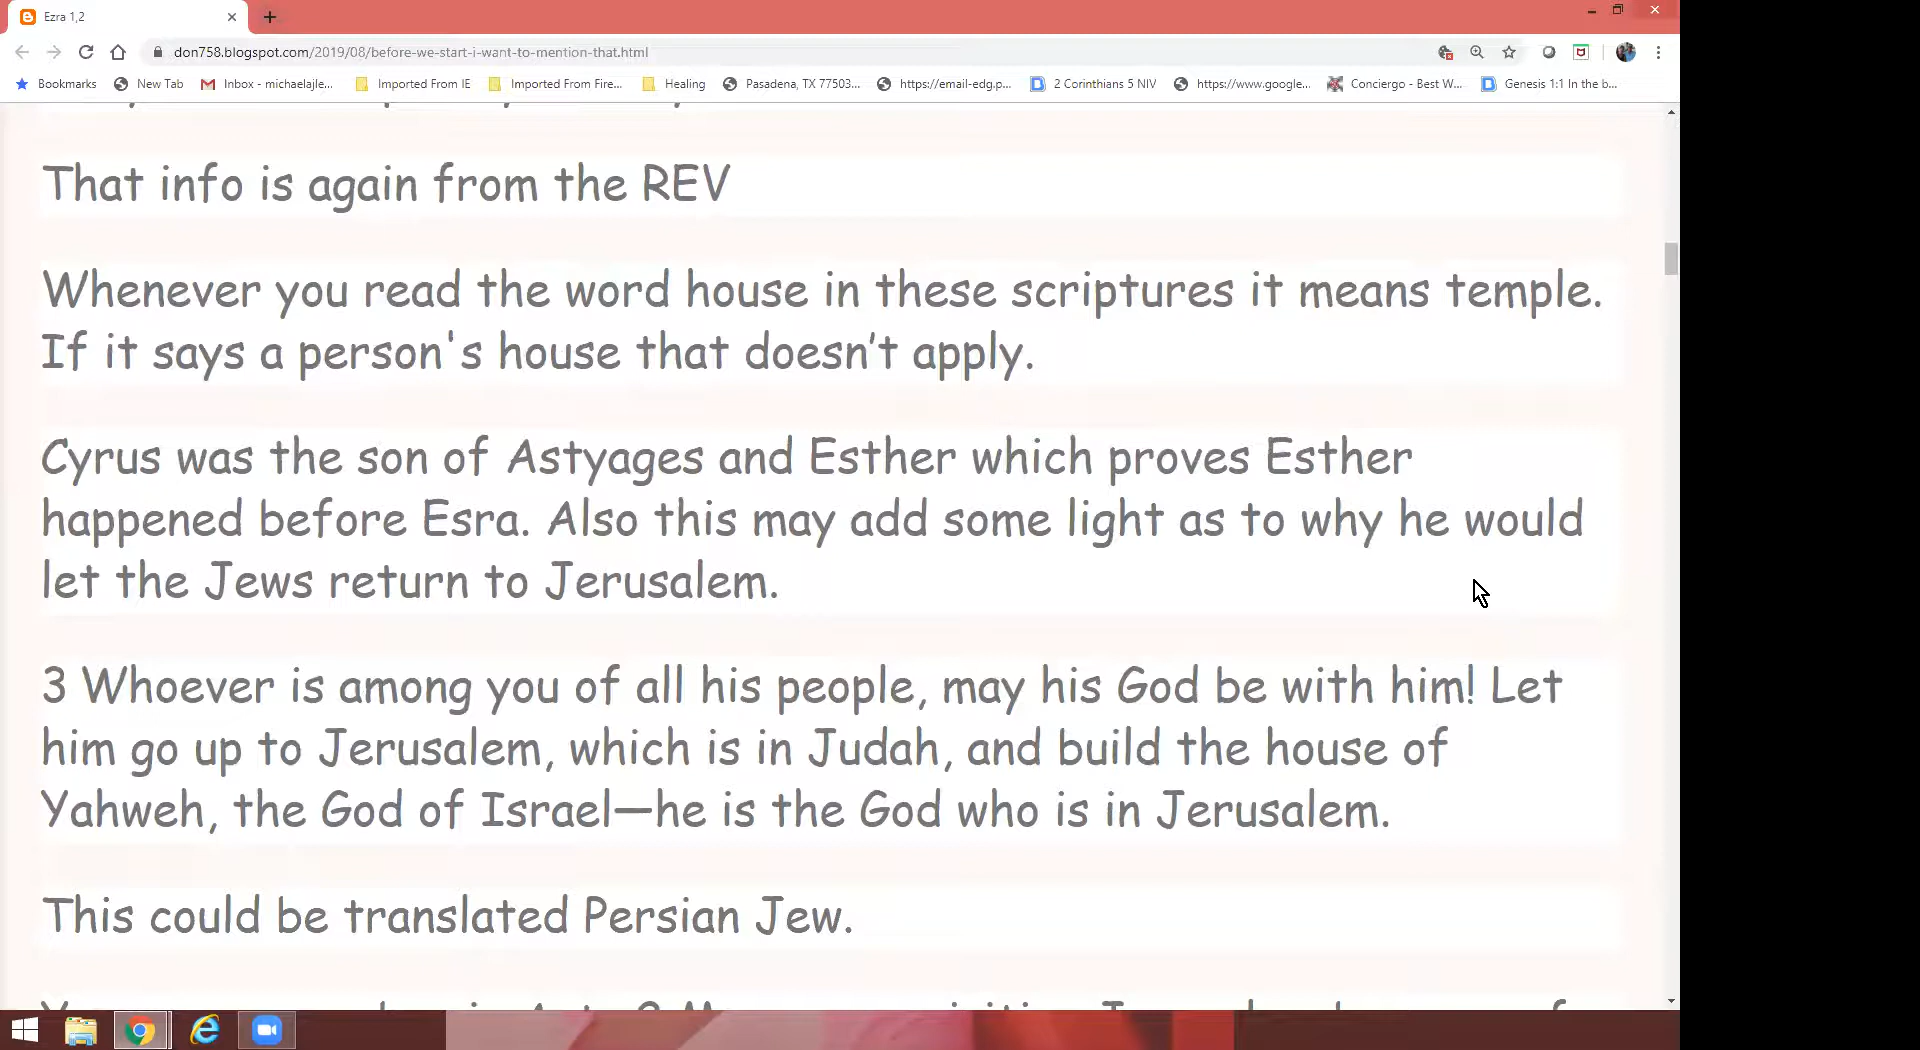 Ezra 1,2
don758.blogspot.com/2019/08/before-we-start-i-want-to-mention-that.html
Bookmarks New Tab Inbox - michaelajle... Imported From IE Imported From Fire... Healing Pasadena, TX 77503... https://email-edg.p... 2 Corinthians 5 NIV https://www.google... Conciergo - Best W... Genesis 1:1 In the b...
That info is again from the REV
Whenever you read the word house in these scriptures it means temple.
If it says a person's house that doesn’t apply.
Cyrus was the son of Astyages and Esther which proves Esther
happened before Esra. Also this may add some light as to why he would
let the Jews return to Jerusalem.
3 Whoever is among you of all his people, may his God be with him! Let
him go up to Jerusalem, which is in Judah, and build the house of
Yahweh, the God of Israel—he is the God who is in Jerusalem.
This could be translated Persian Jew.